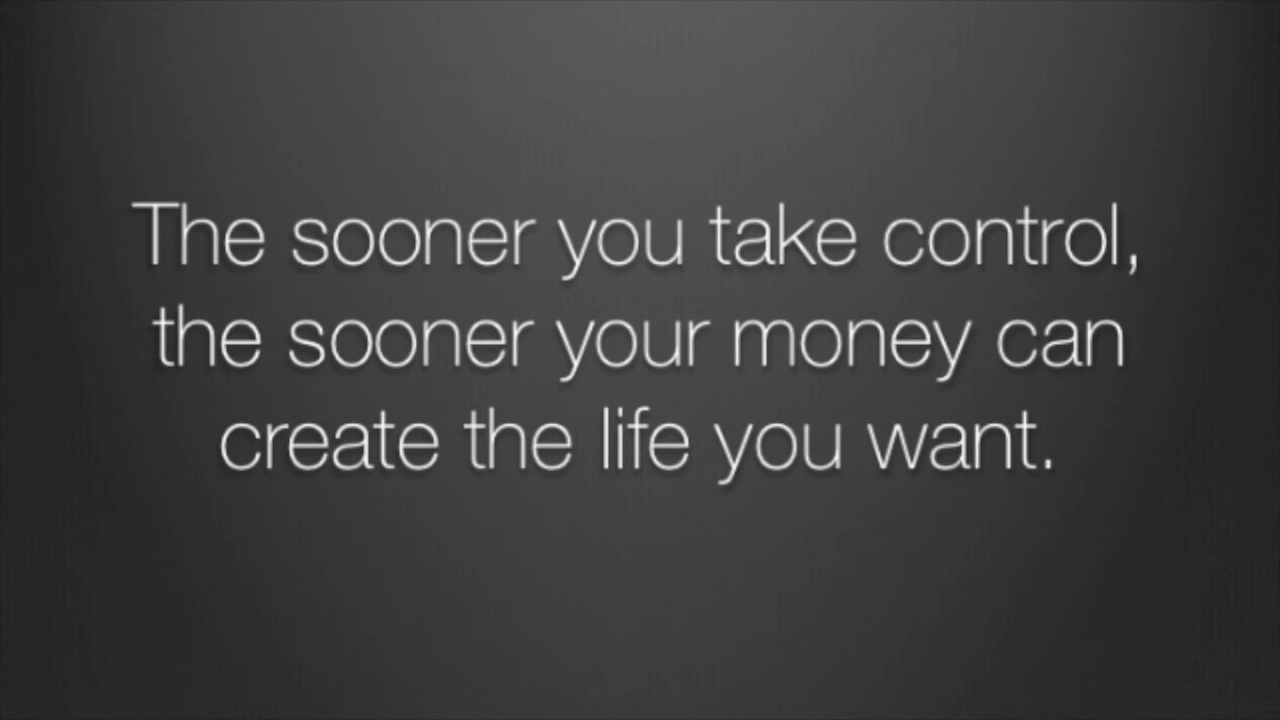 The sooner you take control,
the sooner your money can
create the life you want.